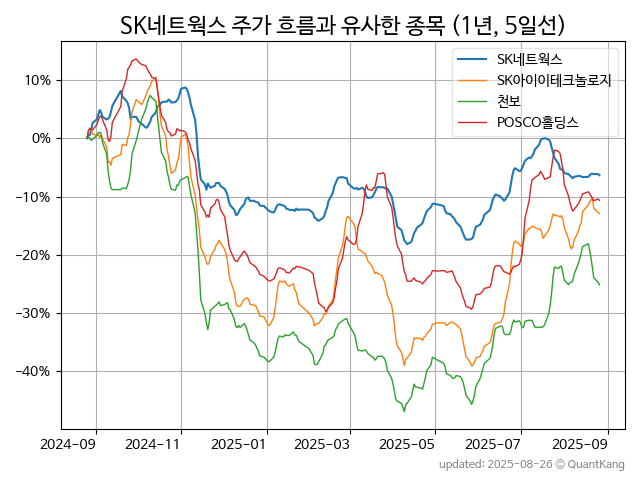 SK네트웍스 주가 흐름과 유사한 종목 (1년, 5일선)
SK네트웍스
SK아이이테크놀로지
천보
POSCO홀딩스
10%
0%
−10%
−20%
−30%
−40%
2024−09
2024−11
2025−01
2025−03
2025−05
2025−07
2025−09
updated: 2025-08-26 © QuantKang